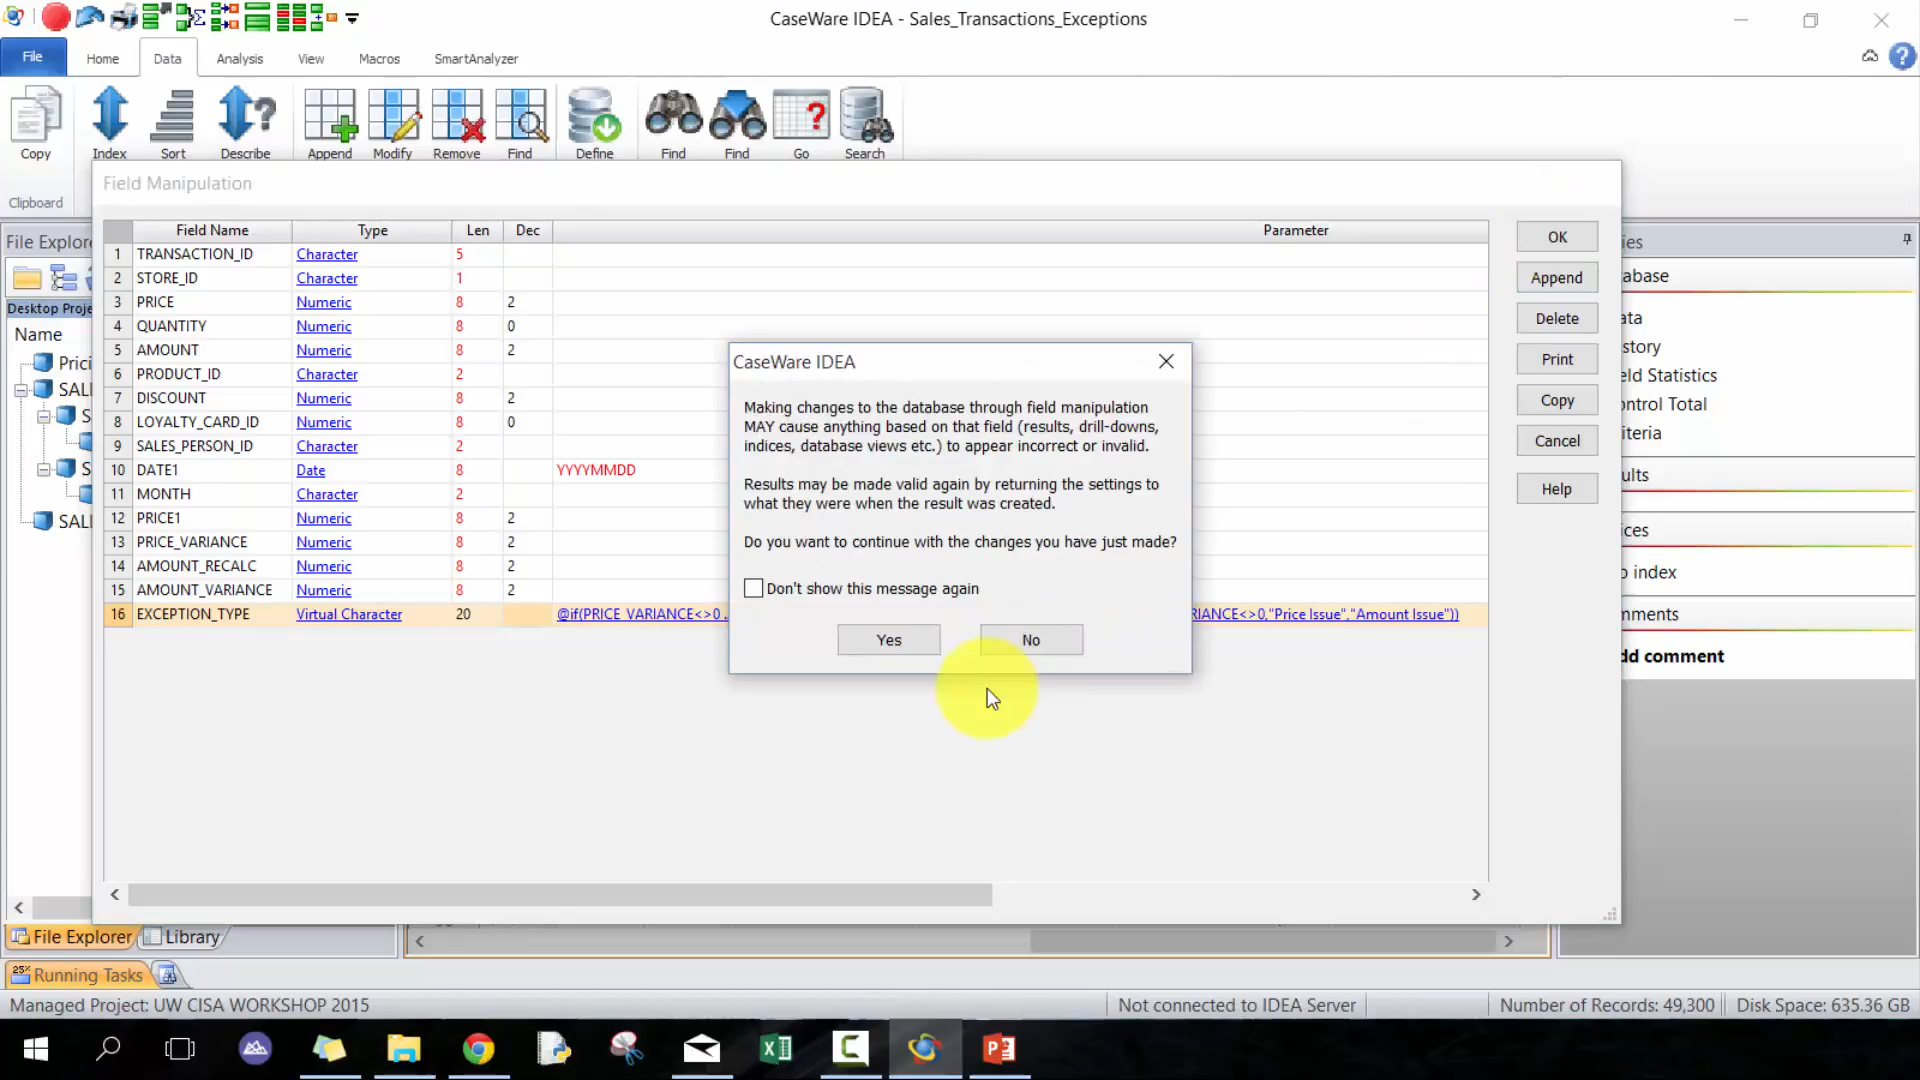 CaseWare IDEA - Sales_Transactions_Exceptions
File
Home
Data
Analysis
View
Macros
SmartAnalyzer
Copy
Index
Sort
Describe
Append
Modify
Remove
Find
Define
Find
Find
Go
Search
Clipboard
Field Manipulation
File Explor
Desktop Proje
Name
Prici
SAL
S
S
SAL
Field Name Type Len Dec Parameter
1 TRANSACTION_ID Character 5
2 STORE_ID Character 1
3 PRICE Numeric 8 2
4 QUANTITY Numeric 8 0
5 AMOUNT Numeric 8 2
6 PRODUCT_ID Character 2
7 DISCOUNT Numeric 8 2
8 LOYALTY_CARD_ID Numeric 8 0
9 SALES_PERSON_ID Character 2
10 DATE1 Date 8 YYYYMMDD
11 MONTH Character 2
12 PRICE1 Numeric 8 2
13 PRICE_VARIANCE Numeric 8 2
14 AMOUNT_RECALC Numeric 8 2
15 AMOUNT_VARIANCE Numeric 8 2
16 EXCEPTION_TYPE Virtual Character 20 @if(PRICE_VARIANCE<>0 .. RIANCE<>0,"Price Issue","Amount Issue"))
CaseWare IDEA
Making changes to the database through field manipulation
MAY cause anything based on that field (results, drill-downs,
indices, database views etc.) to appear incorrect or invalid.
Results may be made valid again by returning the settings to
what they were when the result was created.
Do you want to continue with the changes you have just made?
Don't show this message again
Yes
No
OK
Append
Delete
Print
Copy
Cancel
Help
ies
abase
ata
story
eld Statistics
ontrol Total
iteria
ults
ices
o index
mments
dd comment
File Explorer
Library
25%
Running Tasks
Managed Project: UW CISA WORKSHOP 2015
Not connected to IDEA Server
Number of Records: 49,300
Disk Space: 635.36 GB